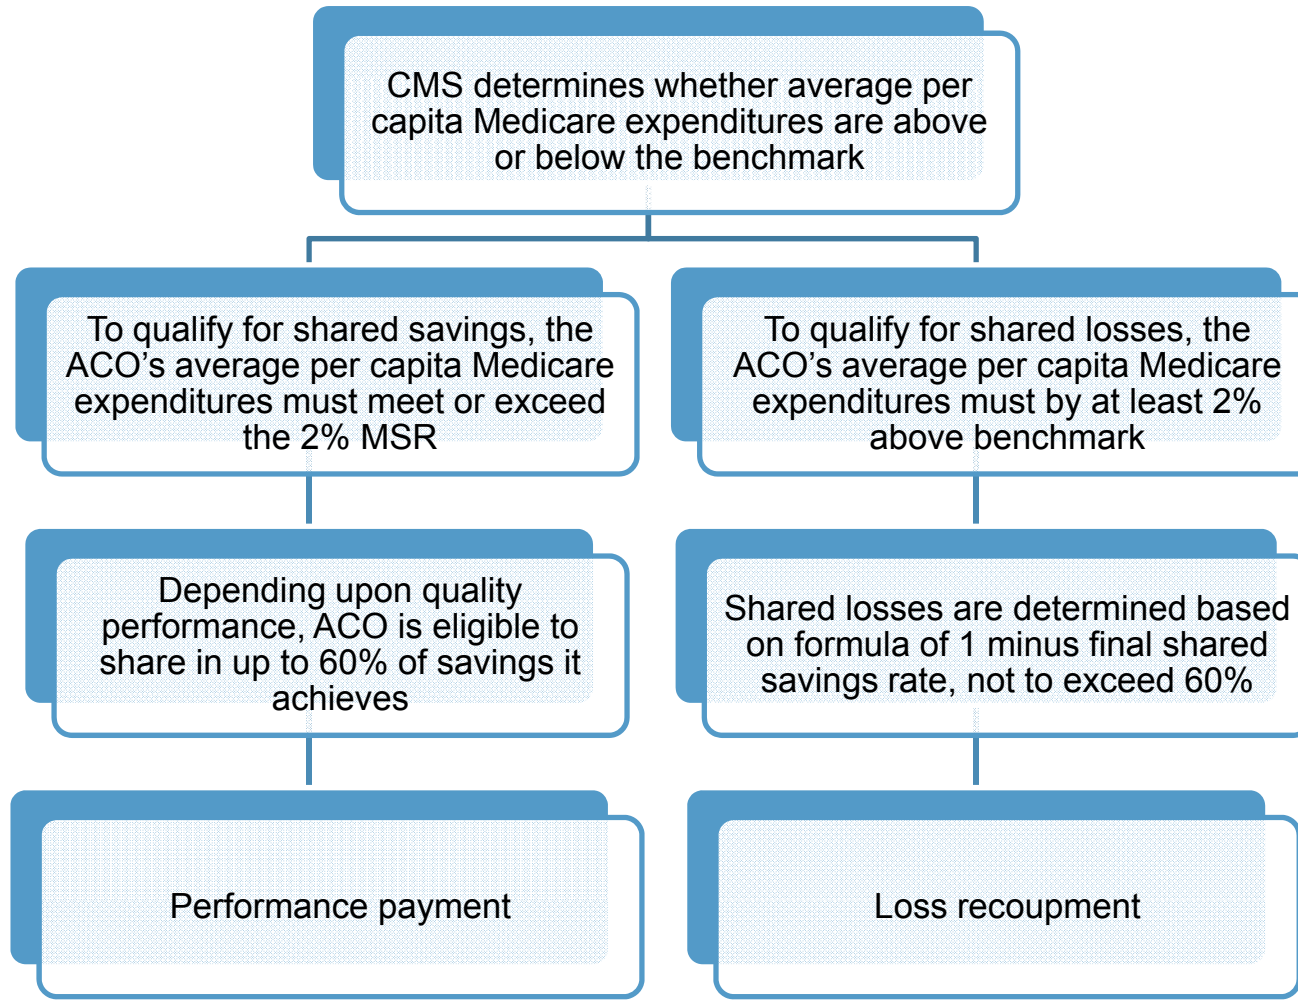 CMS determines whether average per
capita Medicare expenditures are above
or below the benchmark
To qualify for shared savings, the
ACO’s average per capita Medicare
expenditures must meet or exceed
the 2% MSR
To qualify for shared losses, the
ACO’s average per capita Medicare
expenditures must by at least 2%
above benchmark
Depending upon quality
performance, ACO is eligible to
share in up to 60% of savings it
achieves
Shared losses are determined based
on formula of 1 minus final shared
savings rate, not to exceed 60%
Performance payment
Loss recoupment